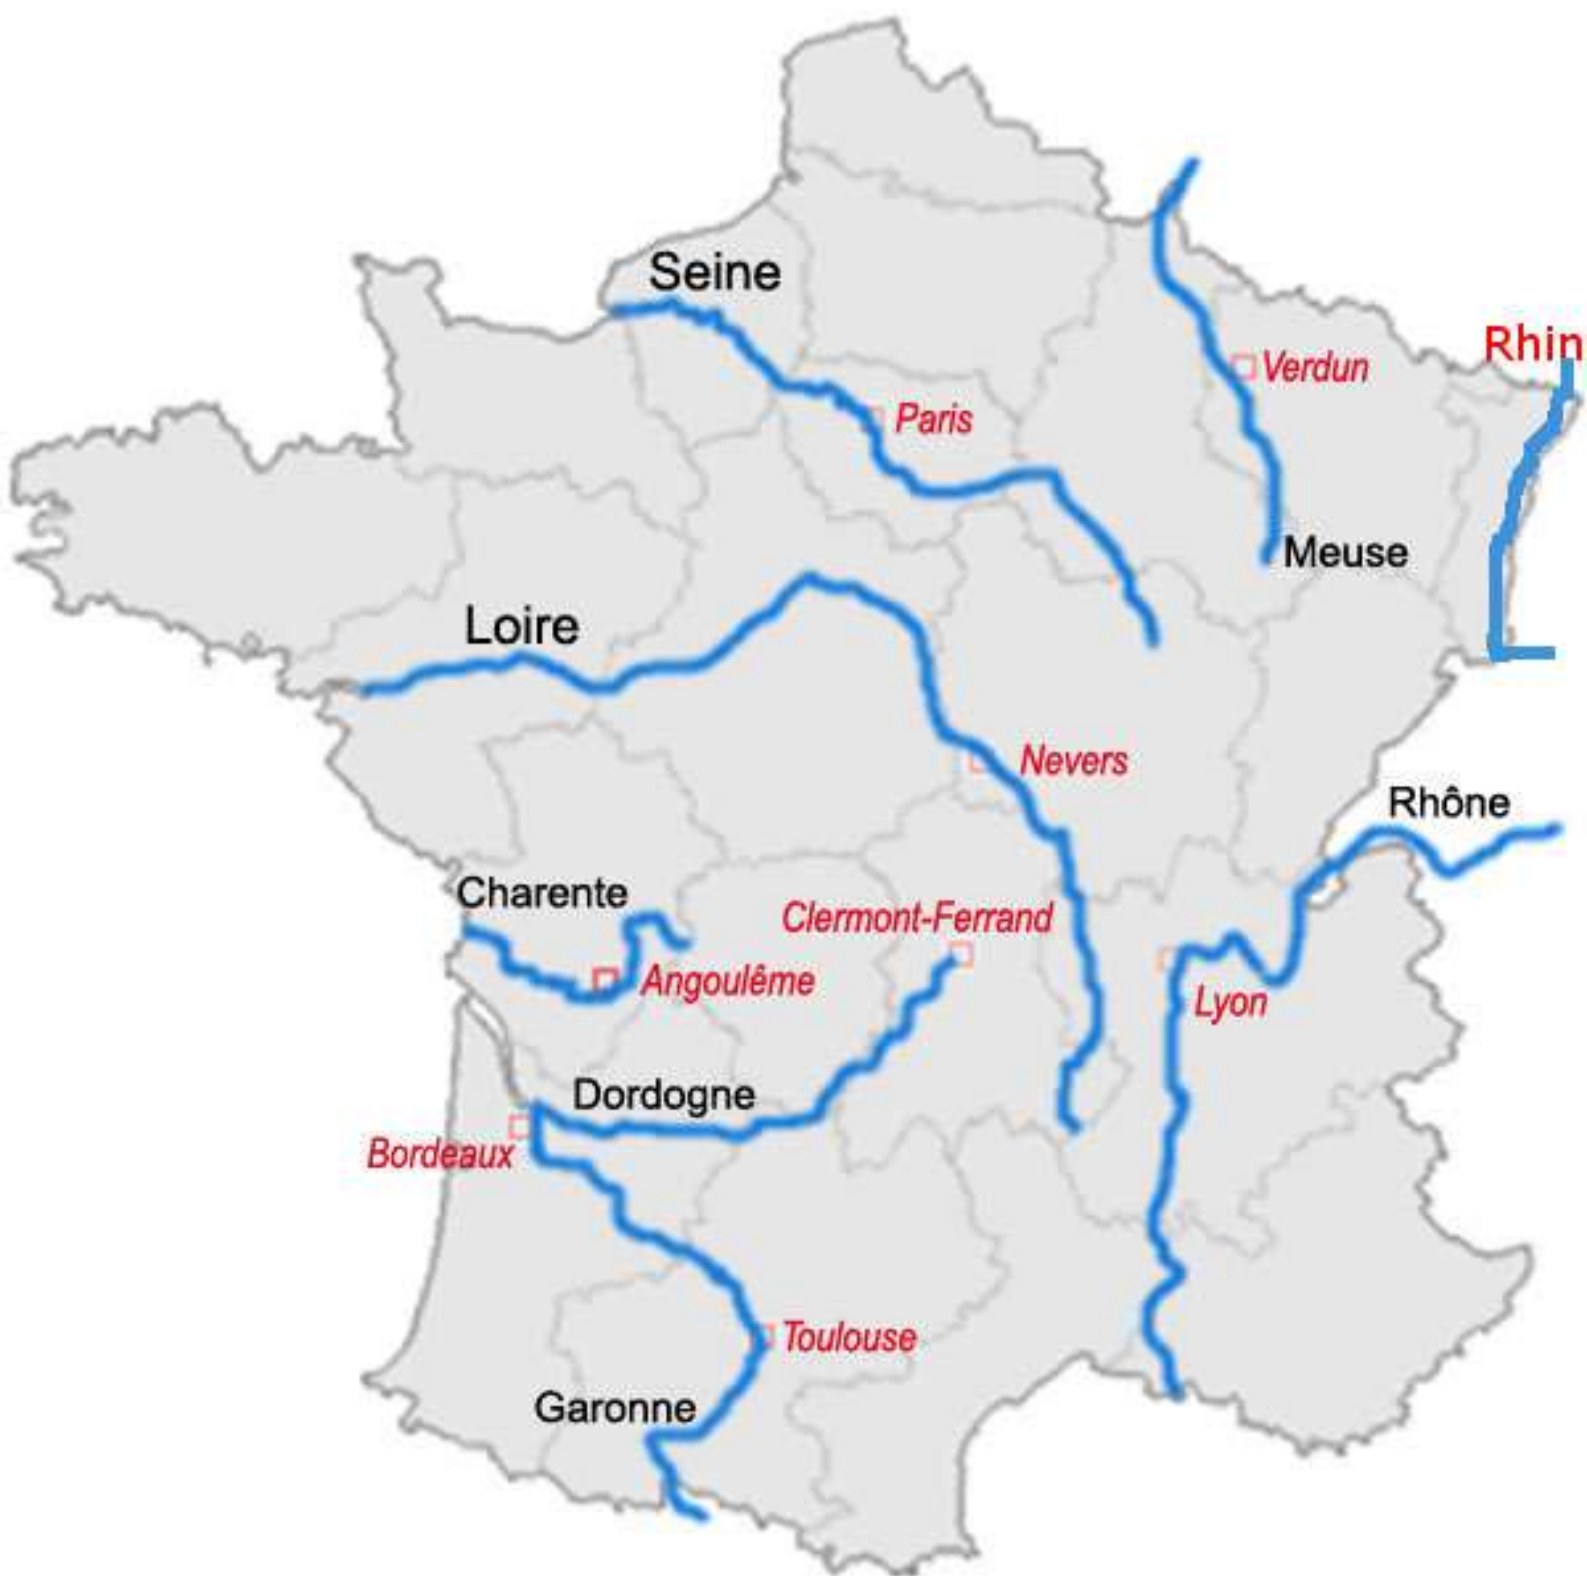 Seine
Rhin
Verdun
Paris
Meuse
Loire
Nevers
Rhône
Charente
Clermont-Ferrand
Angoulême
Lyon
Dordogne
Bordeaux
Toulouse
Garonne